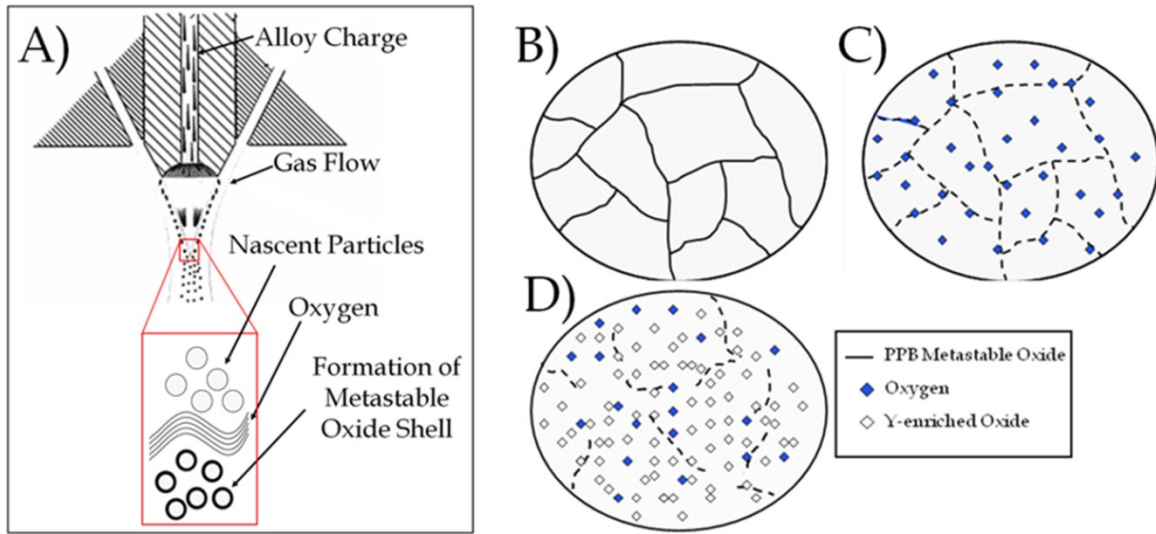 A)
Alloy Charge
Gas Flow
Nascent Particles
Oxygen
Formation of
Metastable
Oxide Shell
B)
C)
D)
PPB Metastable Oxide
Oxygen
Y-enriched Oxide